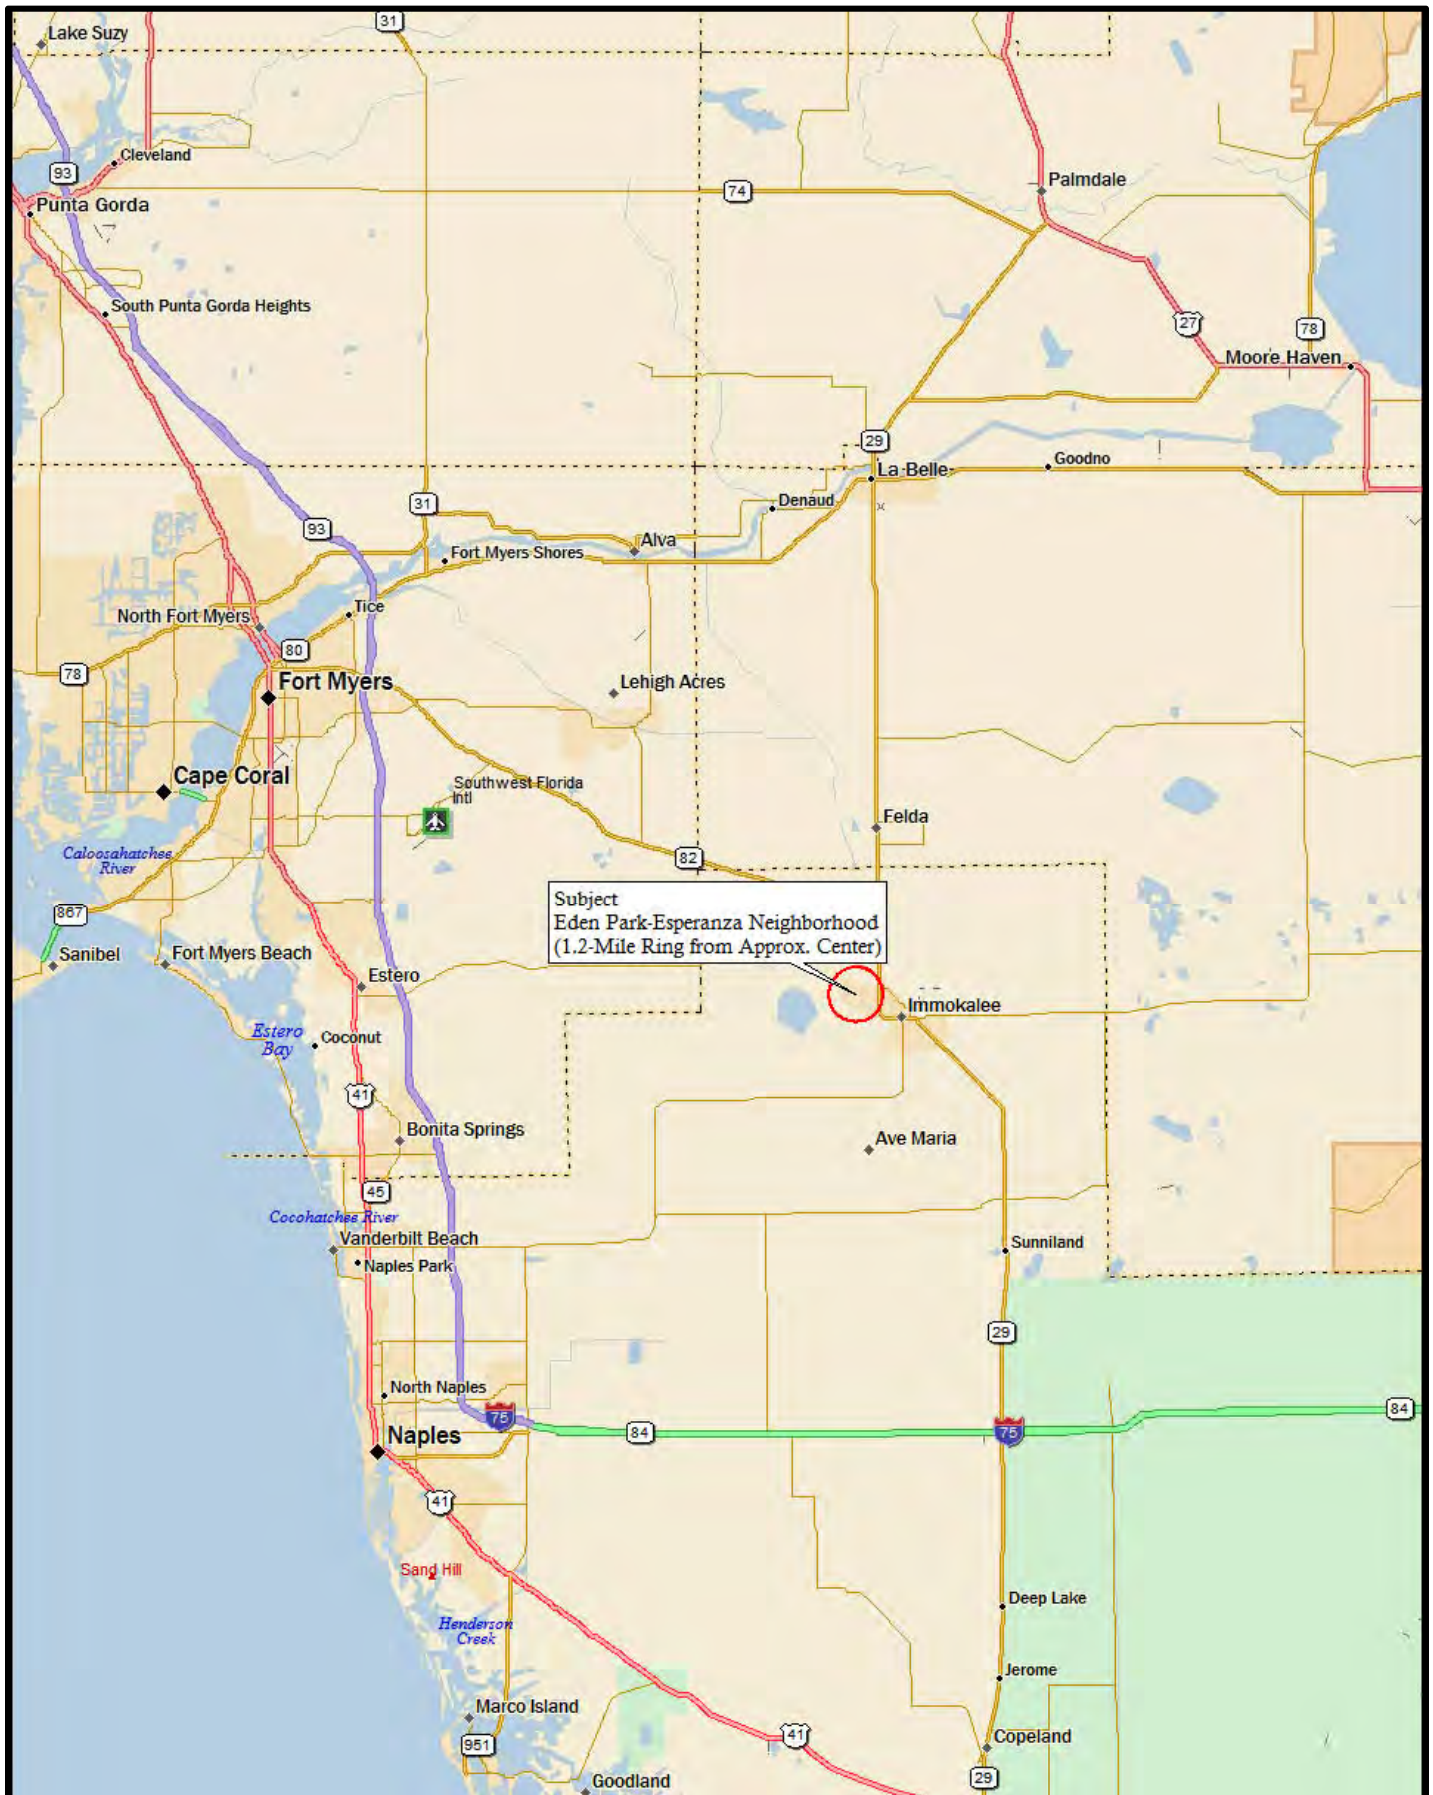 31
Lake Suzy
Cleveland
93
Palmdale
74
Punta Gorda
South Punta Gorda Heights
27
78
Moore Haven
29
La Belle
Goodno
Denaud
31
93
Alva
Fort Myers Shores
Tice
North Fort Myers
80
78
Fort Myers
Lehigh Acres
Cape Coral
Southwest Florida
Intl
Felda
Caloosahatchee
River
82
Subject
Eden Park-Esperanza Neighborhood
(1.2-Mile Ring from Approx. Center)
867
Sanibel
Fort Myers Beach
Estero
Immokalee
Estero
Bay
Coconut
41
Bonita Springs
Ave Maria
45
Cocohatchee River
Vanderbilt Beach
Sunniland
Naples Park
29
North Naples
75
84
75
84
Naples
41
Sand Hill
Deep Lake
Henderson
Creek
Jerome
Marco Island
41
Copeland
951
29
Goodland